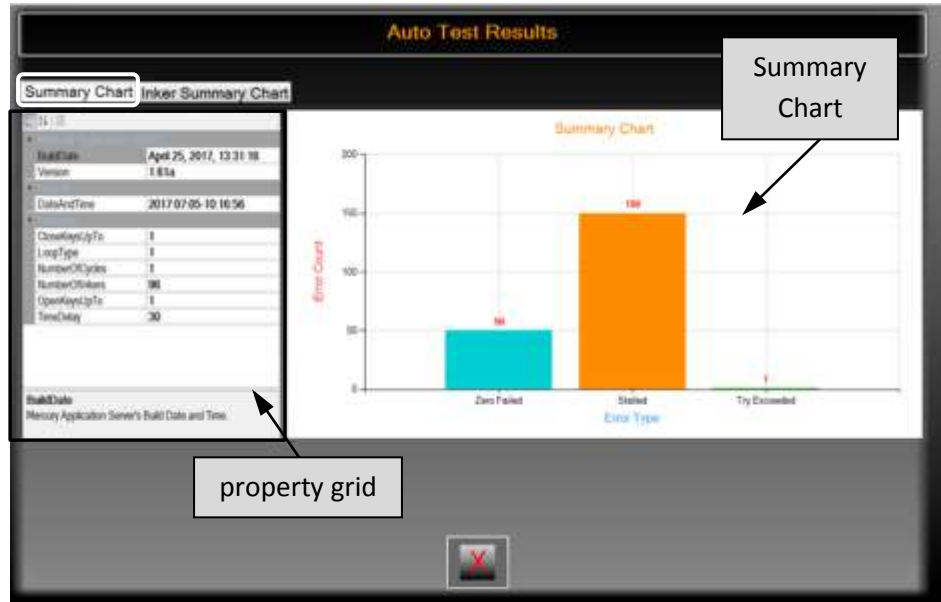 Auto Test Results
Summary
Chart
Summary Chart
Inker Summary Chart
BuildDate April 25, 2017, 13:31:18
Version 1.61a
DateAndTime 2017-07-05-10:16:56
CloseKeysUpTo 1
LoopType 1
NumberOfCycles 1
NumberOfInkers 96
OpenKeysUpTo 1
TimeDelay 30
BuildDate
Mercury Application Server's Build Date and Time.
Summary Chart
Error Count
200
150
100
50
0
50
150
1
Zero Failed
Stalled
Try Exceeded
Error Type
property grid
X